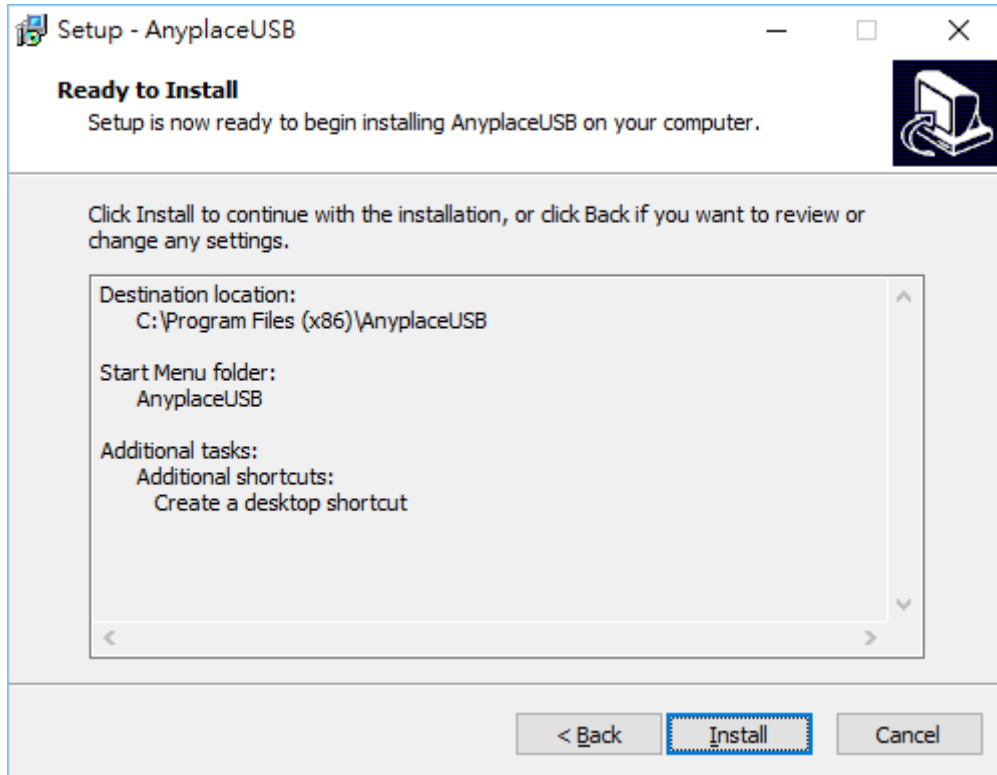 Setup - AnyplaceUSB
Ready to Install
Setup is now ready to begin installing AnyplaceUSB on your computer.
Click Install to continue with the installation, or click Back if you want to review or
change any settings.
Destination location:
C:\Program Files (x86)\AnyplaceUSB
Start Menu folder:
AnyplaceUSB
Additional tasks:
Additional shortcuts:
Create a desktop shortcut
< Back
Install
Cancel